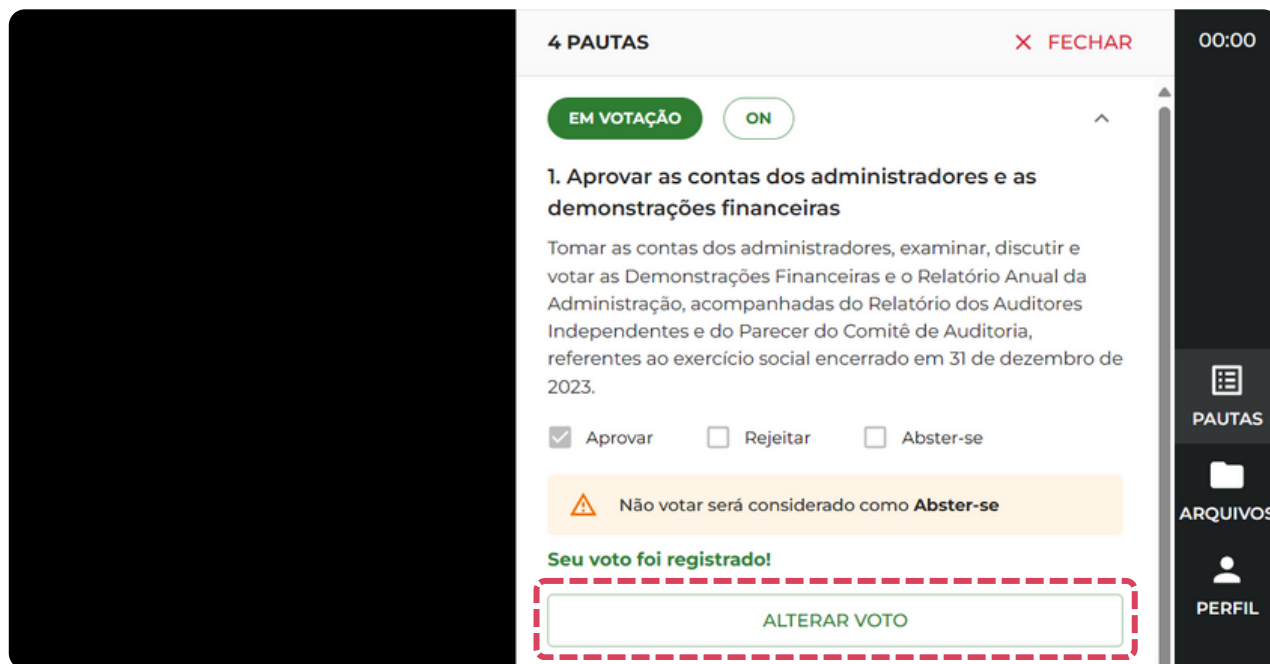 4 PAUTAS
FECHAR
00:00
EM VOTAÇÃO
ON
1. Aprovar as contas dos administradores e as
demonstrações financeiras
Tomar as contas dos administradores, examinar, discutir e
votar as Demonstrações Financeiras e o Relatório Anual da
Administração, acompanhadas do Relatório dos Auditores
Independentes e do Parecer do Comitê de Auditoria,
referentes ao exercício social encerrado em 31 de dezembro de
2023.
Aprovar
Rejeitar
Abster-se
Não votar será considerado como Abster-se
Seu voto foi registrado!
ALTERAR VOTO
PAUTAS
ARQUIVOS
PERFIL